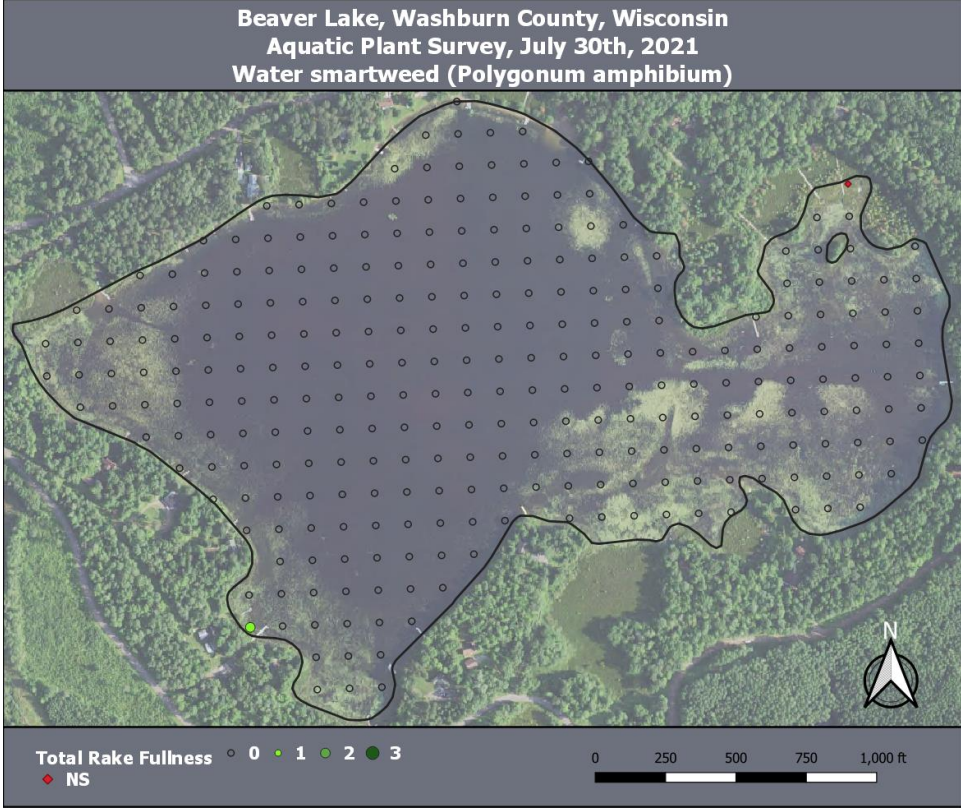 Beaver Lake, Washburn County, Wisconsin
Aquatic Plant Survey, July 30th, 2021
Water smartweed (Polygonum amphibium)
N
Total Rake Fullness 0 1 2 3
NS
0 250 500 750 1,000 ft